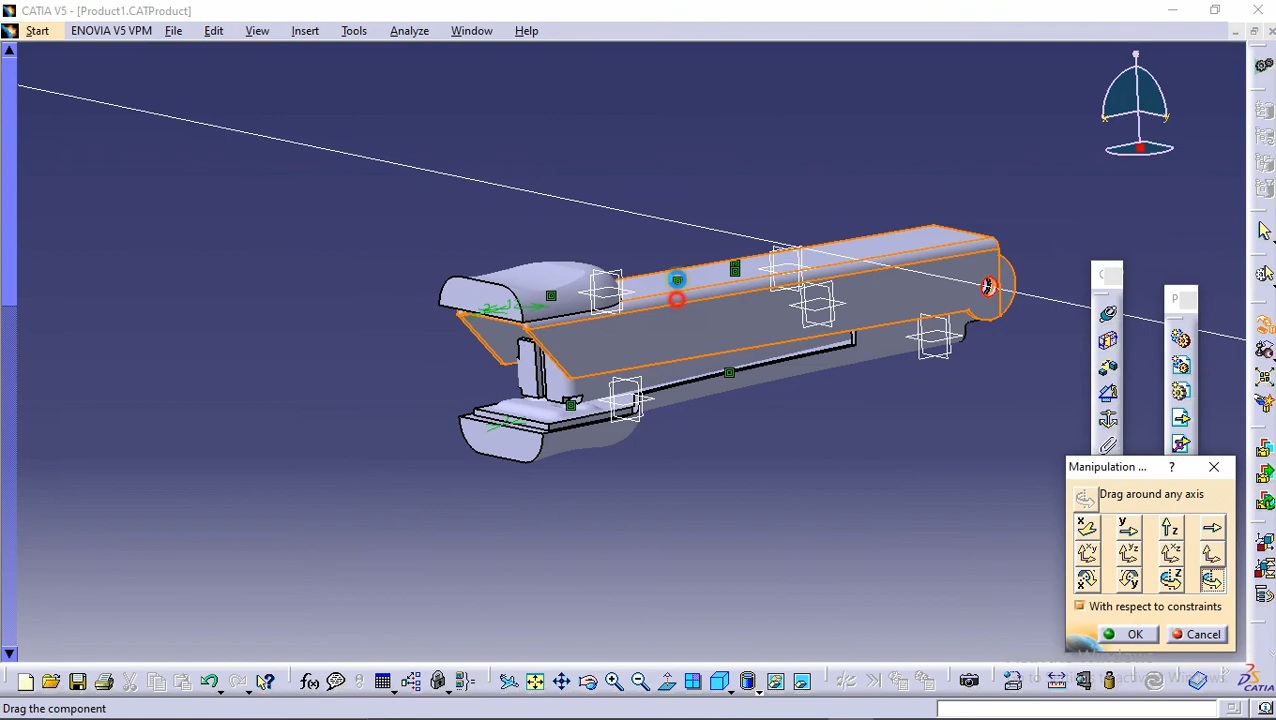 CATIA V5 - [Product1.CATProduct]
Start ENOVIA V5 VPM File Edit View Insert Tools Analyze Window Help
Manipulation ... ?
Drag around any axis
With respect to constraints
OK Cancel
Drag the component
CATIA